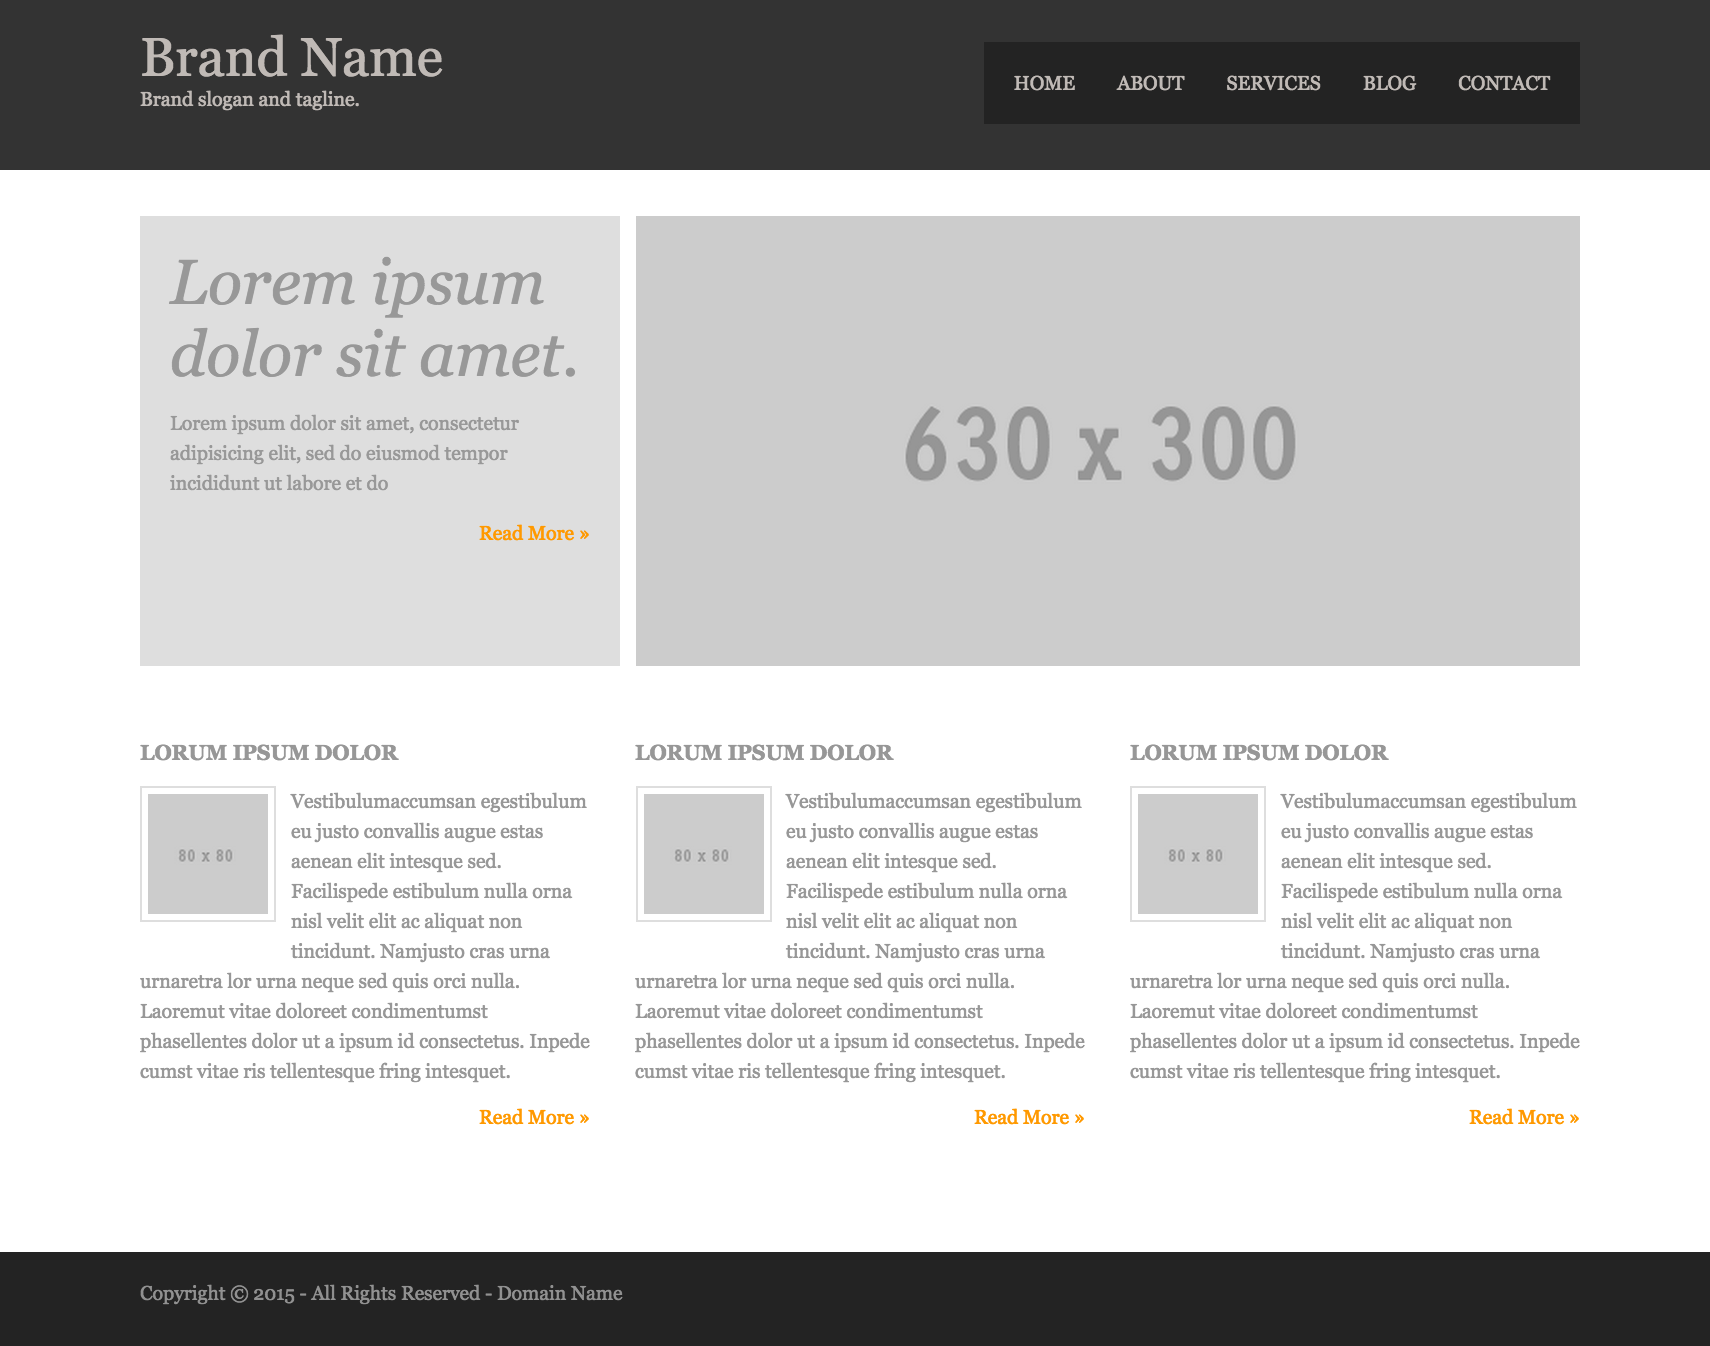 Brand Name
Brand slogan and tagline.
HOME ABOUT SERVICES BLOG CONTACT
Lorem ipsum
dolor sit amet.
Lorem ipsum dolor sit amet, consectetur
adipisicing elit, sed do eiusmod tempor
incididunt ut labore et do
Read More »
630 x 300
LORUM IPSUM DOLOR
80 x 80
Vestibulumaccumsan egestibulum
eu justo convallis augue estas
aenean elit intesque sed.
Facilispede estibulum nulla orna
nisl velit elit ac aliquat non
tincidunt. Namjusto cras urna
urnaretra lor urna neque sed quis orci nulla.
Laoremut vitae doloreet condimentumst
phasellentes dolor ut a ipsum id consectetus. Inpede
cumst vitae ris tellentesque fring intesquet.
Read More »
LORUM IPSUM DOLOR
80 x 80
Vestibulumaccumsan egestibulum
eu justo convallis augue estas
aenean elit intesque sed.
Facilispede estibulum nulla orna
nisl velit elit ac aliquat non
tincidunt. Namjusto cras urna
urnaretra lor urna neque sed quis orci nulla.
Laoremut vitae doloreet condimentumst
phasellentes dolor ut a ipsum id consectetus. Inpede
cumst vitae ris tellentesque fring intesquet.
Read More »
LORUM IPSUM DOLOR
80 x 80
Vestibulumaccumsan egestibulum
eu justo convallis augue estas
aenean elit intesque sed.
Facilispede estibulum nulla orna
nisl velit elit ac aliquat non
tincidunt. Namjusto cras urna
urnaretra lor urna neque sed quis orci nulla.
Laoremut vitae doloreet condimentumst
phasellentes dolor ut a ipsum id consectetus. Inpede
cumst vitae ris tellentesque fring intesquet.
Read More »
Copyright © 2015 - All Rights Reserved - Domain Name